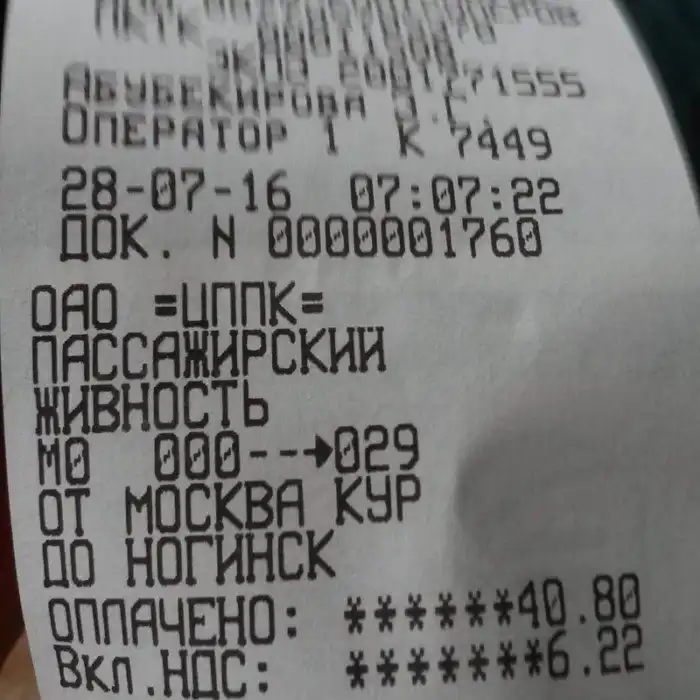 АБУБЕКИРОВА Э.С.
ОПЕРАТОР 1 К 7449
28-07-16 07:07:22
ДОК. N 0000001760
ОАО =ЦППК=
ПАССАЖИРСКИЙ
ЖИВНОСТЬ
МО 000--→029
ОТ МОСКВА КУР
ДО НОГИНСК
ОПЛАЧЕНО: ******40.80
ВКЛ.НДС: *******6.22